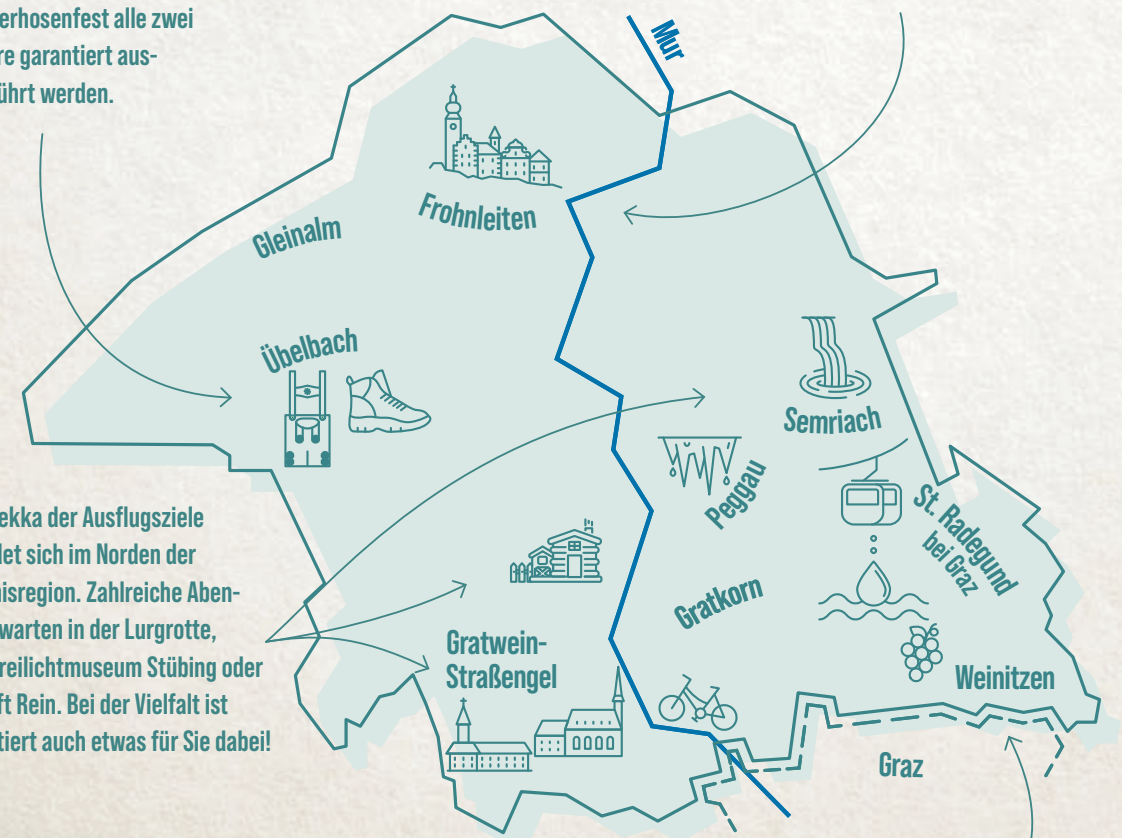 erhosenfest alle zwei
re garantiert aus-
ührt werden.
Mur
Frohnleiten
Gleinalm
Übelbach
Semriach
Peggau
St. Radegund
bei Graz
ekka der Ausflugsziele
det sich im Norden der
nisregion. Zahlreiche Aben-
warten in der Lurgrotte,
reilichtmuseum Stübing oder
ft Rein. Bei der Vielfalt ist
tiert auch etwas für Sie dabei!
Gratkorn
Gratwein-
Straßengel
Weinitzen
Graz